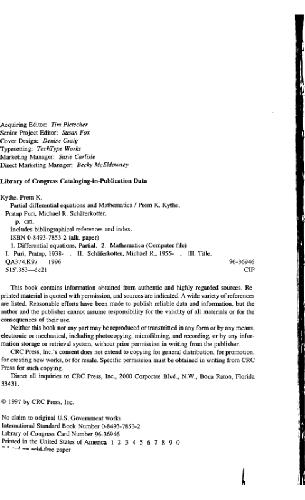 Acquiring Editor: Tim Pletscher
Senior Project Editor: Susan Fox
Cover Design: Denise Craig
Typesetting: TechType Works
Marketing Manager: Susie Carlisle
Direct Marketing Manager: Becky McEldowney
Library of Congress Cataloging-in-Publication Data
Kythe, Prem K.
Partial differential equations and Mathematica / Prem K. Kythe,
Pratap Puri, Michael R. Schäferkotter.
p. cm.
Includes bibliographical references and index.
ISBN 0-8493-7853-2 (alk. paper)
1. Differential equations, Partial. 2. Mathematica (Computer file)
I. Puri, Pratap, 1938- . II. Schäferkotter, Michael R., 1955- . III. Title.
QA374.K9 1996
515'.353—dc21 96-36946
CIP
This book contains information obtained from authentic and highly regarded sources. Re-
printed material is quoted with permission, and sources are indicated. A wide variety of references
are listed. Reasonable efforts have been made to publish reliable data and information, but the
author and the publisher cannot assume responsibility for the validity of all materials or for the
consequences of their use.
Neither this book nor any part may be reproduced or transmitted in any form or by any means,
electronic or mechanical, including photocopying, microfilming, and recording, or by any infor-
mation storage or retrieval system, without prior permission in writing from the publisher.
CRC Press, Inc.'s consent does not extend to copying for general distribution, for promotion,
for creating new works, or for resale. Specific permission must be obtained in writing from CRC
Press for such copying.
Direct all inquiries to CRC Press, Inc., 2000 Corporate Blvd., N.W., Boca Raton, Florida
33431.
© 1997 by CRC Press, Inc.
No claim to original U.S. Government works
International Standard Book Number 0-8493-7853-2
Library of Congress Card Number 96-36946
Printed in the United States of America 1 2 3 4 5 6 7 8 9 0
acid-free paper